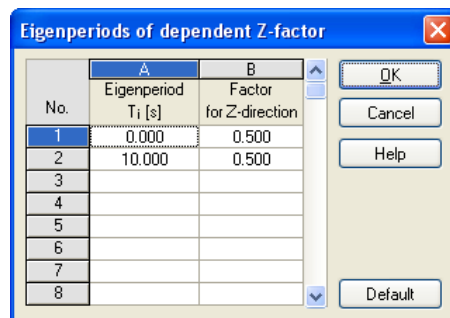 Eigenperiods of dependent Z-factor
A B
No. Eigenperiod Factor
Ti [s] for Z-direction
1 0.000 0.500
2 10.000 0.500
3
4
5
6
7
8
OK
Cancel
Help
Default